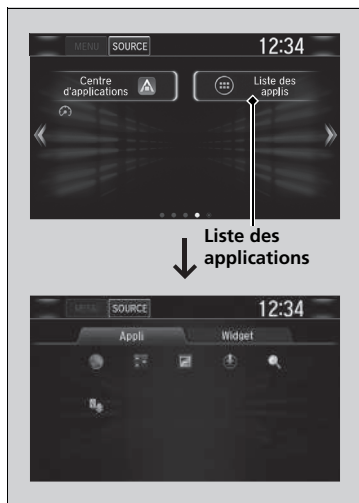 MENU SOURCE 12:34
Centre
d'applications
Liste des
applis
Liste des
applications
MENU SOURCE 12:34
Appli Widget